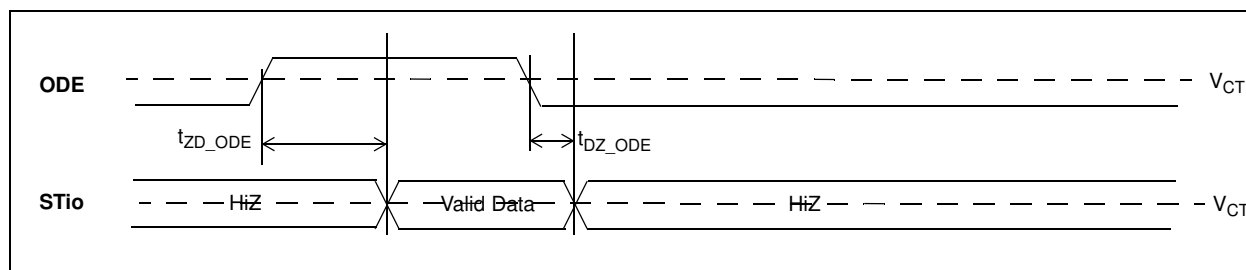 ODE
V_CT
t_ZD_ODE
t_DZ_ODE
STio
HiZ
Valid Data
HiZ
V_CT